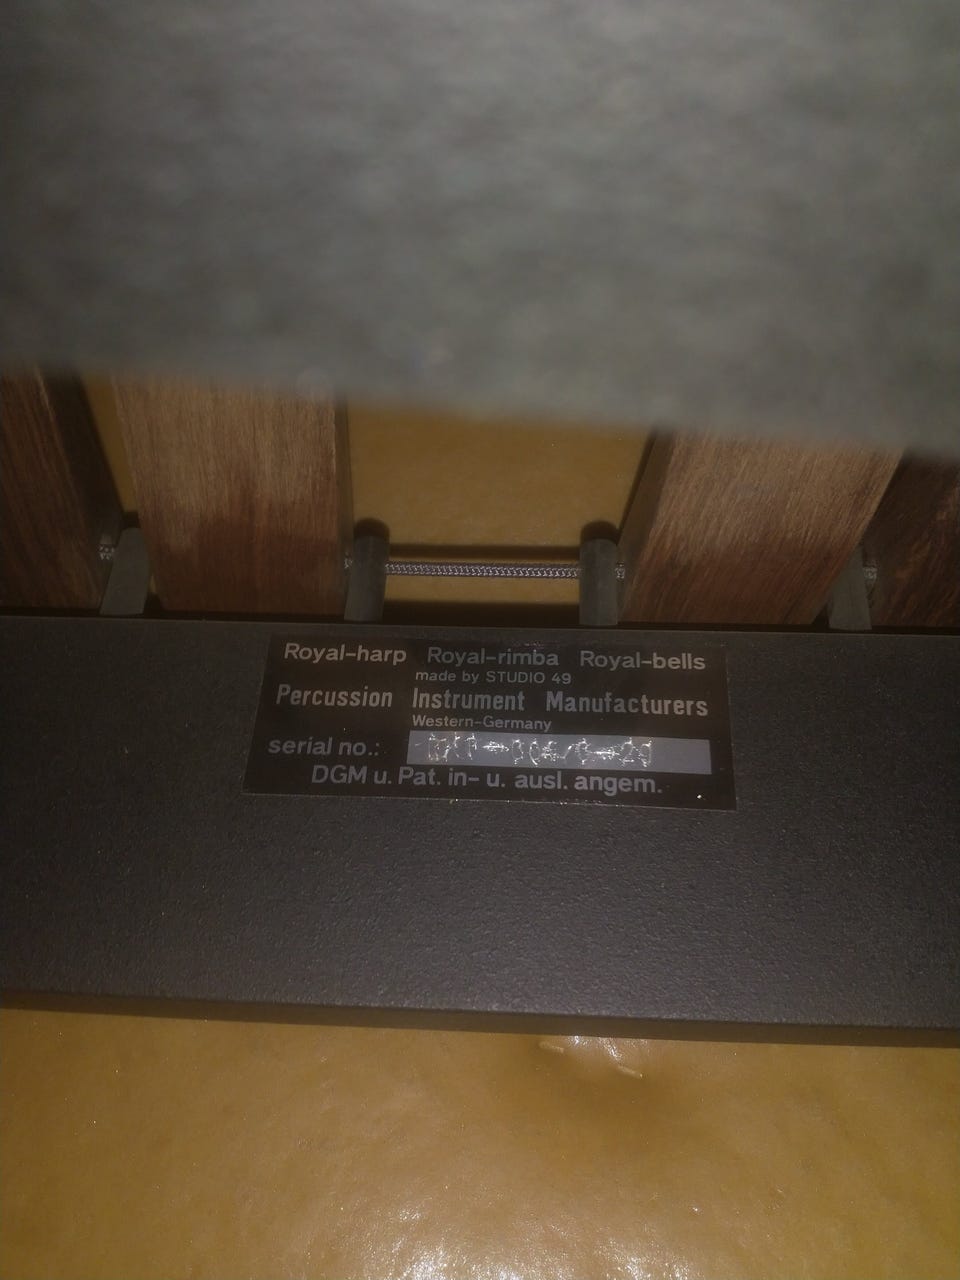 Royal-harp Royal-rimba Royal-bells
made by STUDIO 49
Percussion Instrument Manufacturers
Western-Germany
serial no.:
DGM u. Pat. in- u. ausl. angem.